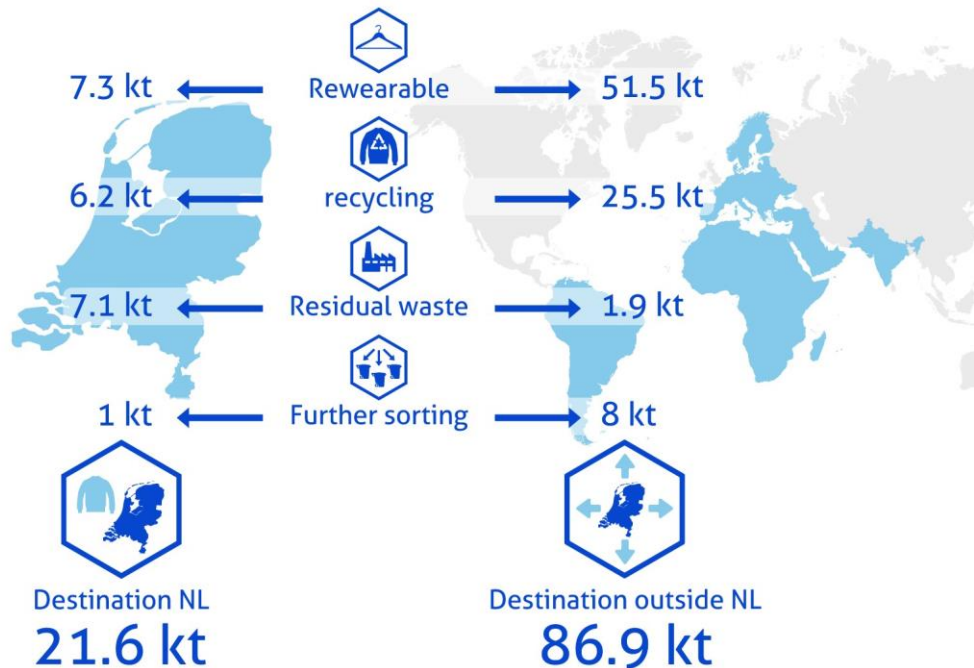 7.3 kt Rewearable 51.5 kt
6.2 kt recycling 25.5 kt
7.1 kt Residual waste 1.9 kt
1 kt Further sorting 8 kt
Destination NL
21.6 kt
Destination outside NL
86.9 kt